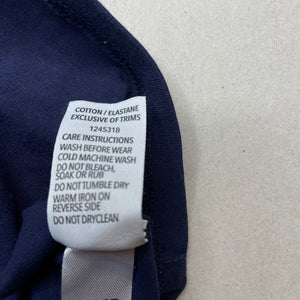 COTTON / ELASTANE
EXCLUSIVE OF TRIMS
1245318
CARE INSTRUCTIONS
WASH BEFORE WEAR
COLD MACHINE WASH
DO NOT BLEACH,
SOAK OR RUB
DO NOT TUMBLE DRY
WARM IRON ON
REVERSE SIDE
DO NOT DRYCLEAN